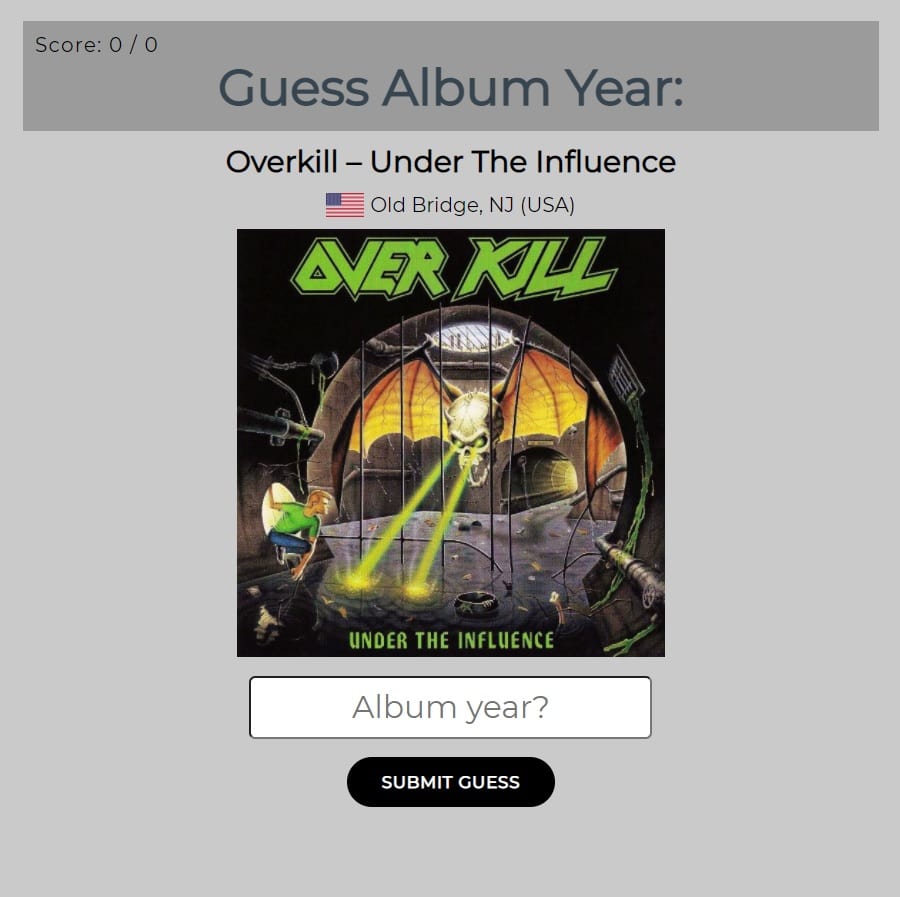 Score: 0 / 0
Guess Album Year:
Overkill – Under The Influence
Old Bridge, NJ (USA)
OVER KILL
UNDER THE INFLUENCE
Album year?
SUBMIT GUESS